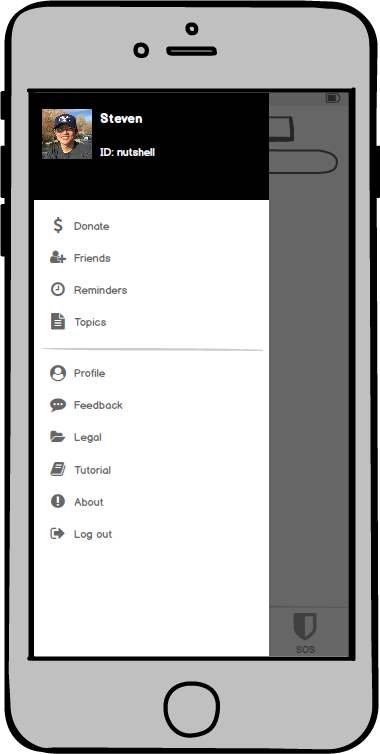 Steven
ID: nutshell
Donate
Friends
Reminders
Topics
Profile
Feedback
Legal
Tutorial
About
Log out
SOS